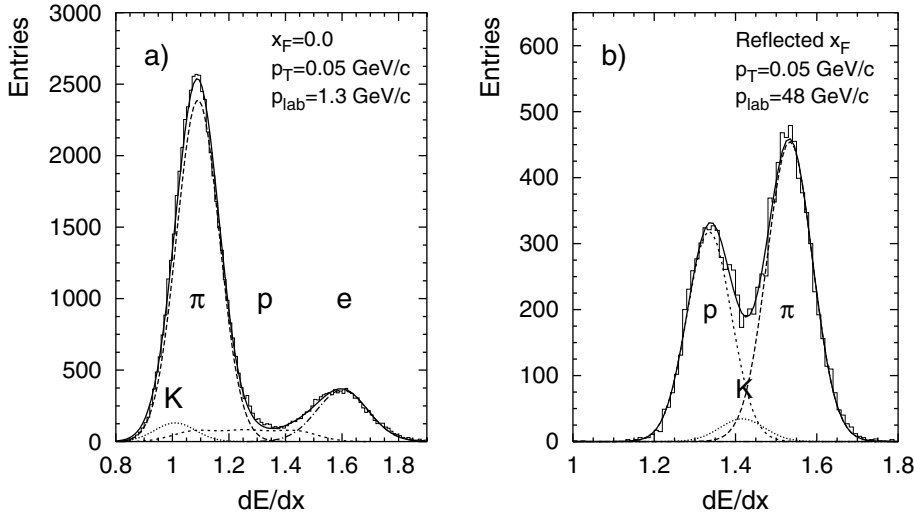 a)
x_F=0.0
p_T=0.05 GeV/c
p_lab=1.3 GeV/c
Entries
3000
2500
2000
1500
1000
500
0
π
p
e
K
0.8
1
1.2
1.4
1.6
1.8
dE/dx
b)
Reflected x_F
p_T=0.05 GeV/c
p_lab=48 GeV/c
Entries
600
500
400
300
200
100
0
p
π
K
1
1.2
1.4
1.6
1.8
dE/dx